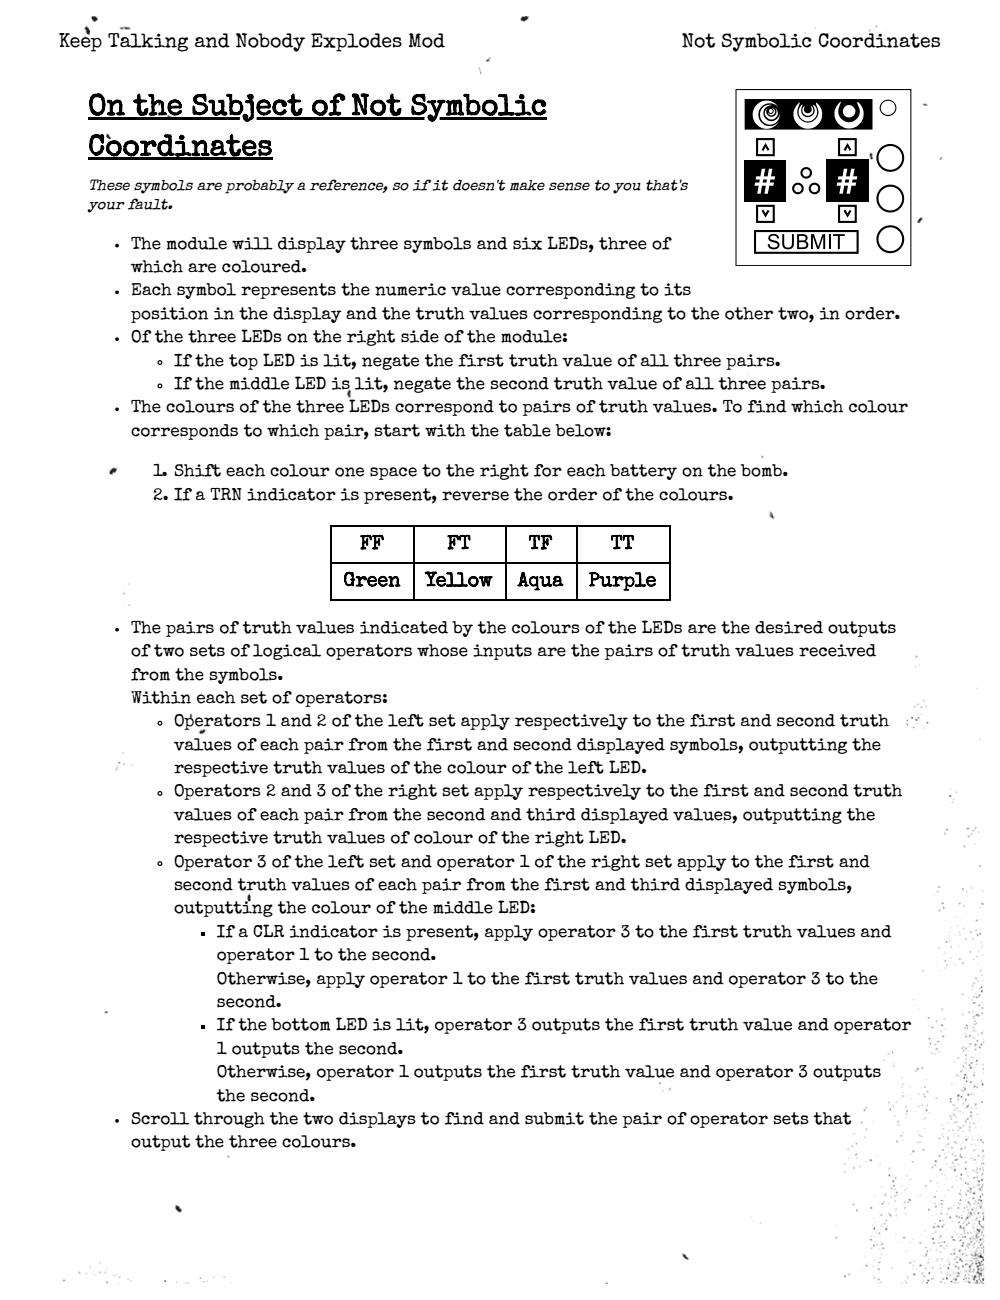 Keep Talking and Nobody Explodes Mod
Not Symbolic Coordinates
On the Subject of Not Symbolic
Coordinates
These symbols are probably a reference, so if it doesn't make sense to you that's
your fault.
# #
SUBMIT
• The module will display three symbols and six LEDs, three of
which are coloured.
• Each symbol represents the numeric value corresponding to its
position in the display and the truth values corresponding to the other two, in order.
• Of the three LEDs on the right side of the module:
◦ If the top LED is lit, negate the first truth value of all three pairs.
◦ If the middle LED is lit, negate the second truth value of all three pairs.
• The colours of the three LEDs correspond to pairs of truth values. To find which colour
corresponds to which pair, start with the table below:
1. Shift each colour one space to the right for each battery on the bomb.
2. If a TRN indicator is present, reverse the order of the colours.
FF FT TF TT
Green Yellow Aqua Purple
• The pairs of truth values indicated by the colours of the LEDs are the desired outputs
of two sets of logical operators whose inputs are the pairs of truth values received
from the symbols.
Within each set of operators:
◦ Operators 1 and 2 of the left set apply respectively to the first and second truth
values of each pair from the first and second displayed symbols, outputting the
respective truth values of the colour of the left LED.
◦ Operators 2 and 3 of the right set apply respectively to the first and second truth
values of each pair from the second and third displayed values, outputting the
respective truth values of colour of the right LED.
◦ Operator 3 of the left set and operator 1 of the right set apply to the first and
second truth values of each pair from the first and third displayed symbols,
outputting the colour of the middle LED:
▪ If a CLR indicator is present, apply operator 3 to the first truth values and
operator 1 to the second.
Otherwise, apply operator 1 to the first truth values and operator 3 to the
second.
▪ If the bottom LED is lit, operator 3 outputs the first truth value and operator
1 outputs the second.
Otherwise, operator 1 outputs the first truth value and operator 3 outputs
the second.
• Scroll through the two displays to find and submit the pair of operator sets that
output the three colours.